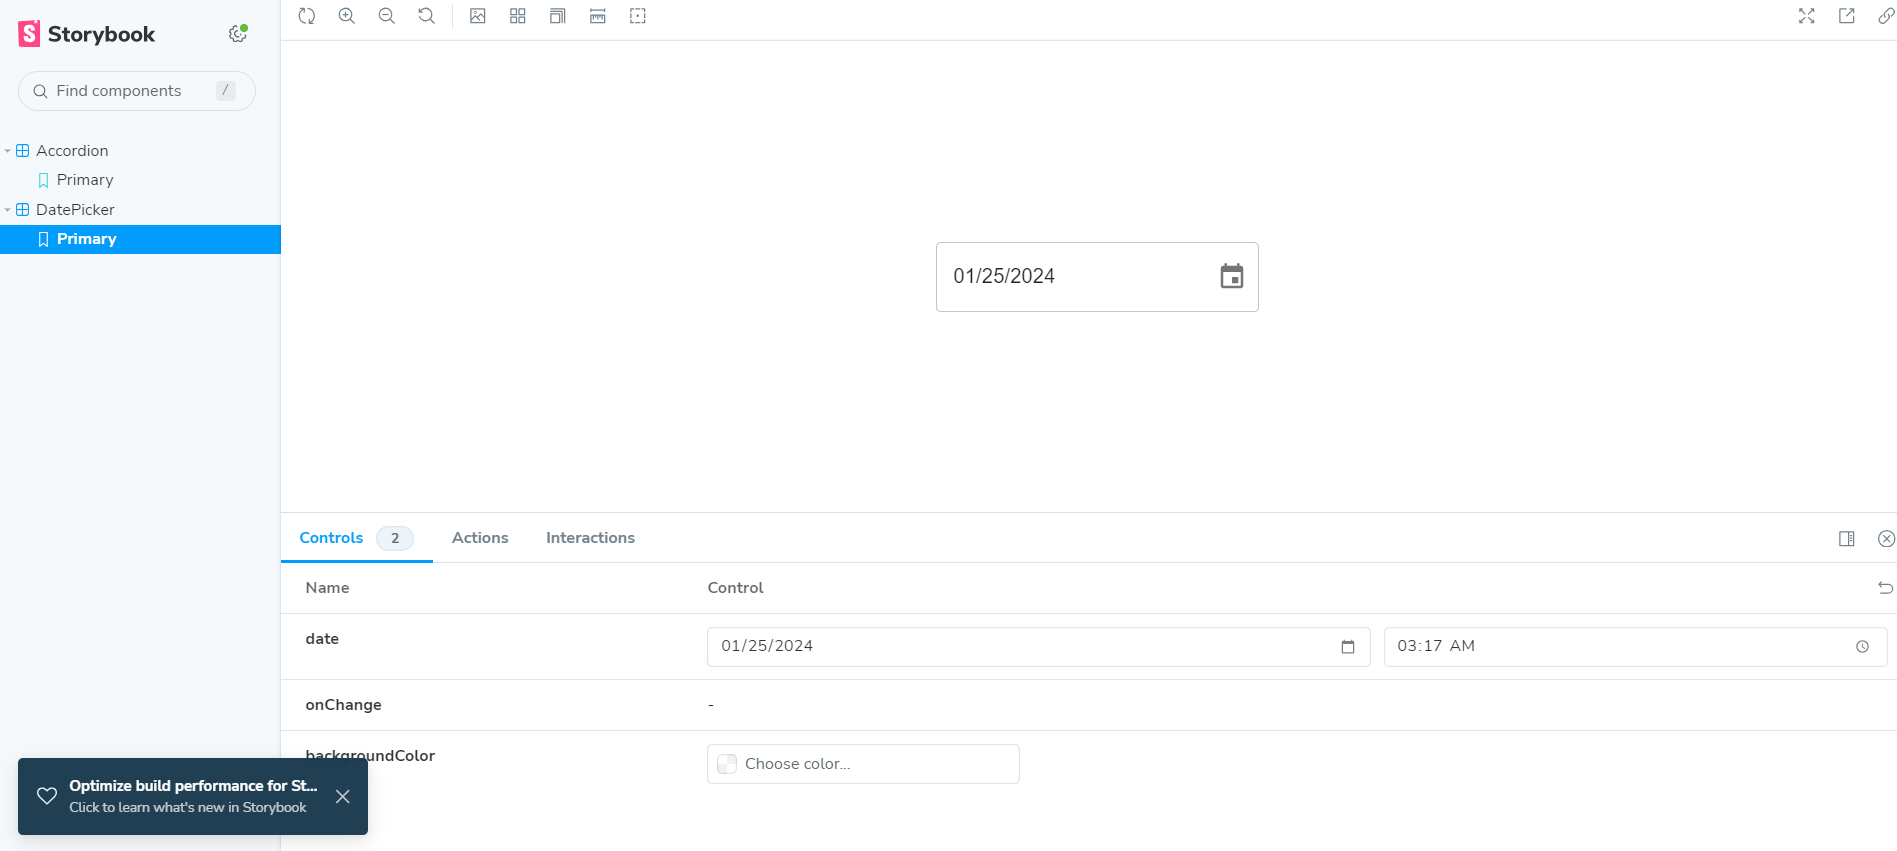 Storybook
Find components /
Accordion
Primary
DatePicker
Primary
01/25/2024
Controls 2 Actions Interactions
Name Control
date 01/25/2024 03:17 AM
onChange -
backgroundColor Choose color...
Optimize build performance for St...
Click to learn what's new in Storybook